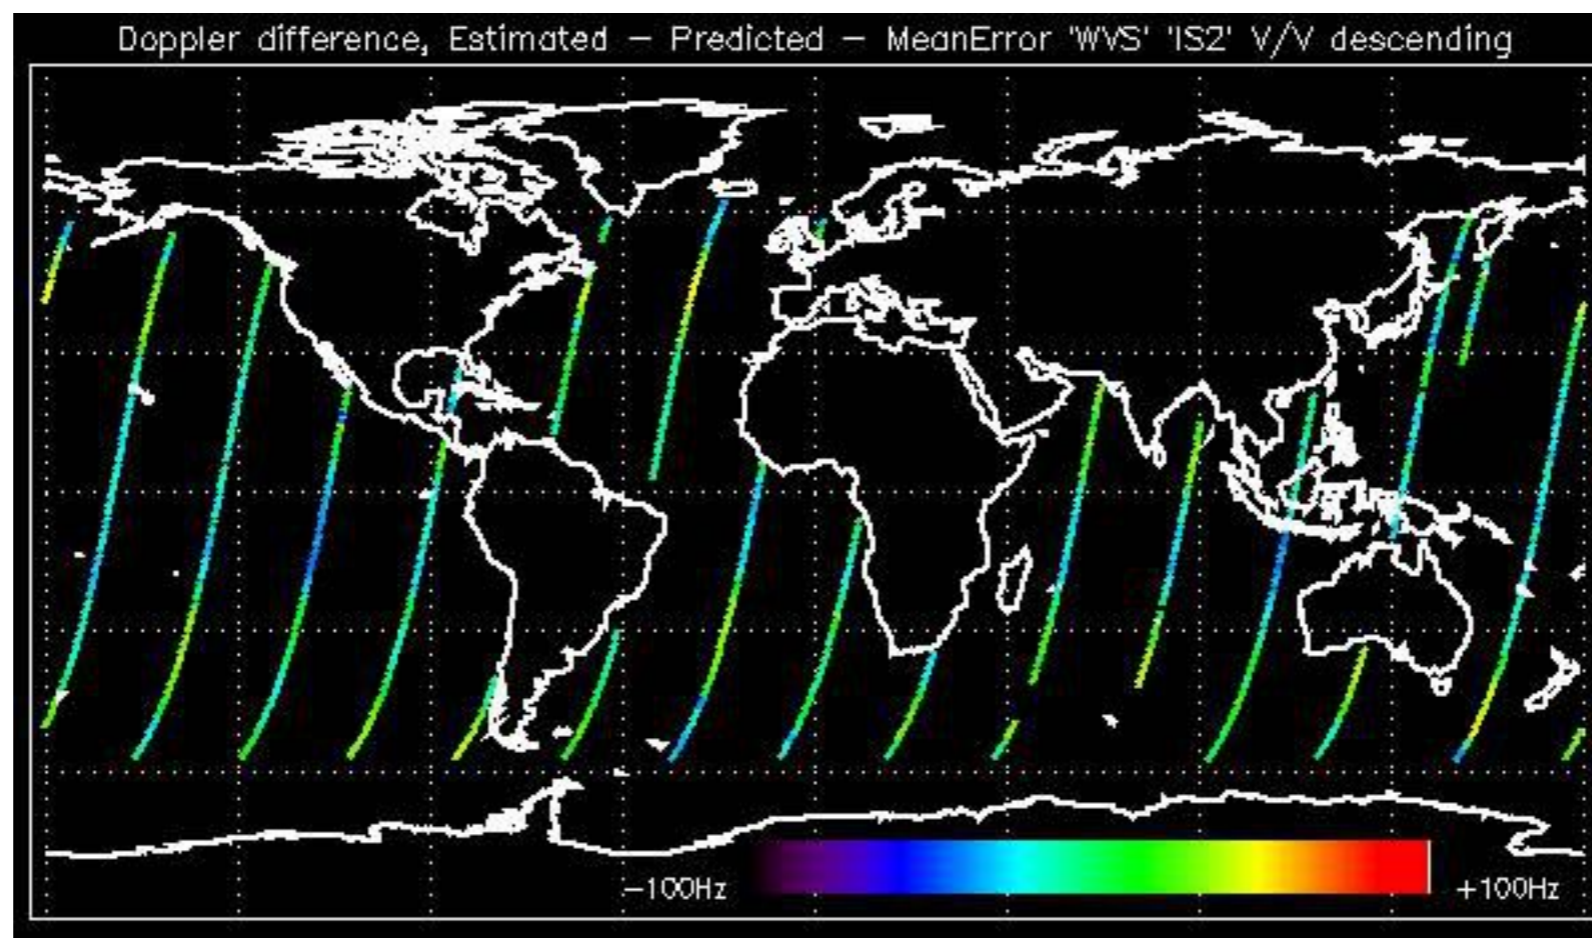 Doppler difference, Estimated – Predicted – MeanError 'WVS' 'IS2' V/V descending
−100Hz
+100Hz